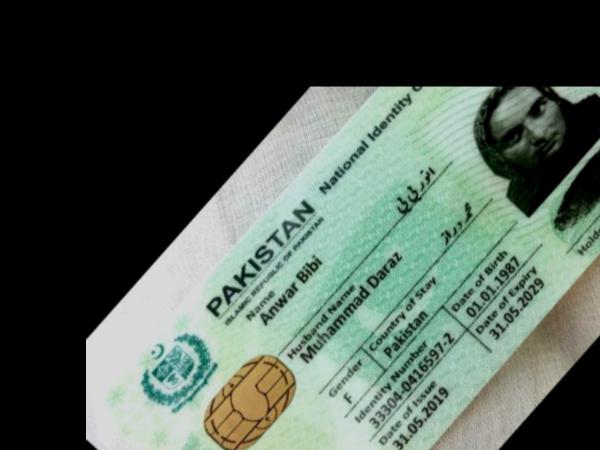 PAKISTAN National Identity C
ISLAMIC REPUBLIC OF PAKISTAN
Name
Anwar Bibi
انور بی بی
Husband Name
Muhammad Daraz
محمد دراز
Gender Country of Stay
F Pakistan
Identity Number Date of Birth
33304-0416597-2 01.01.1987
Date of Issue Date of Expiry
31.05.2019 31.05.2029
Holde